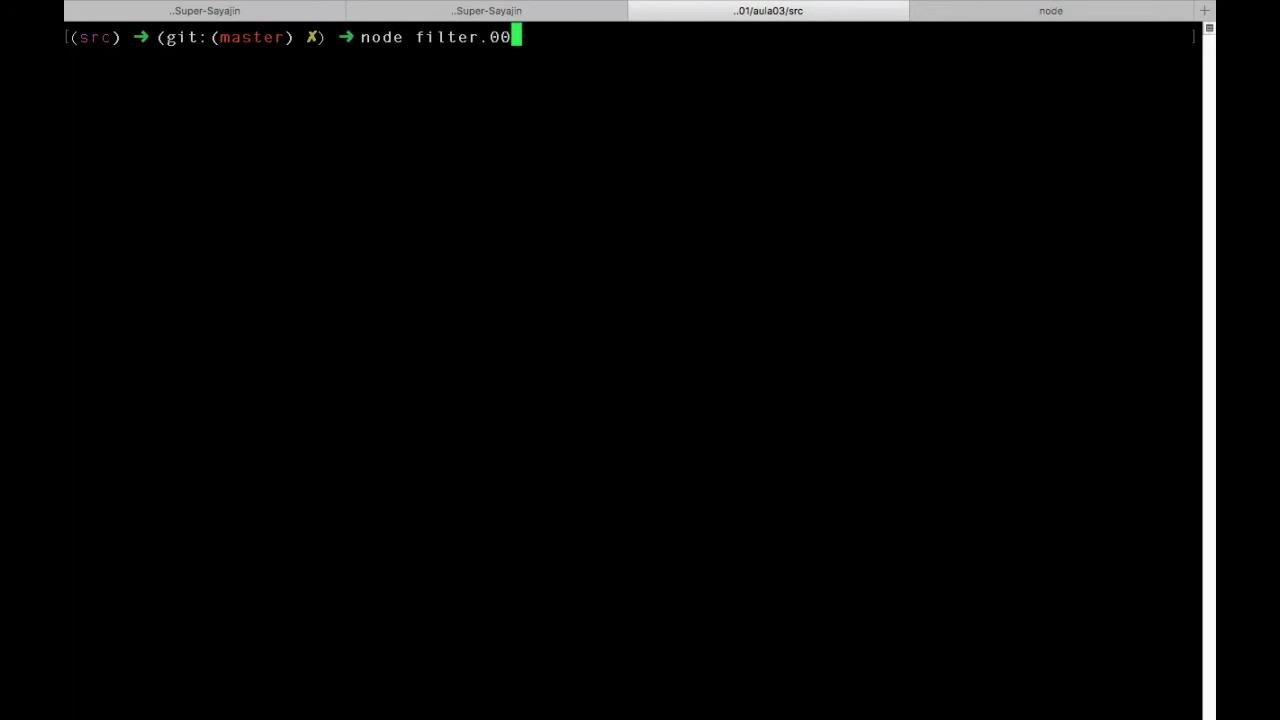 ..Super-Sayajin ..Super-Sayajin ..01/aula03/src node +
[(src) ➜ (git:(master) ✗) ➜ node filter.00 ]